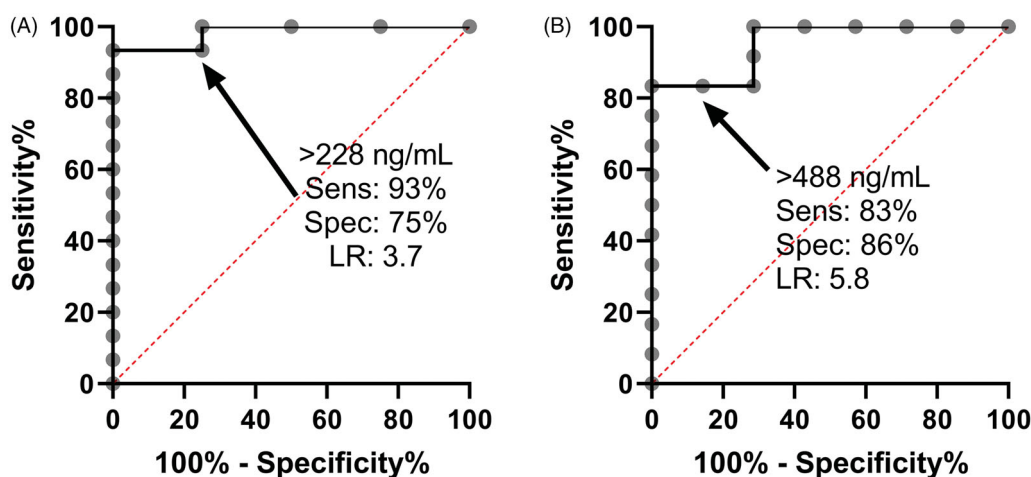 (A)
100
80
60
40
20
0
Sensitivity%
>228 ng/mL
Sens: 93%
Spec: 75%
LR: 3.7
0 20 40 60 80 100
100% - Specificity%
(B)
100
80
60
40
20
0
Sensitivity%
>488 ng/mL
Sens: 83%
Spec: 86%
LR: 5.8
0 20 40 60 80 100
100% - Specificity%